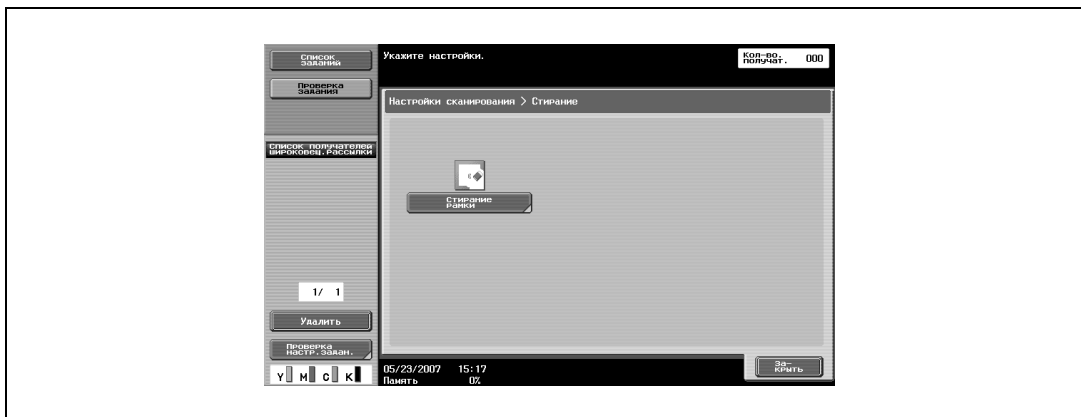 Список
заданий
Проверка
задания
Список получателей
широковещ.рассылки
1/ 1
Удалить
Проверка
настр.задан.
Y M C K
Укажите настройки.
Кол-во.
получат. 000
Настройки сканирования > Стирание
Стирание
рамки
05/23/2007 15:17
Память 0%
За-
крыть